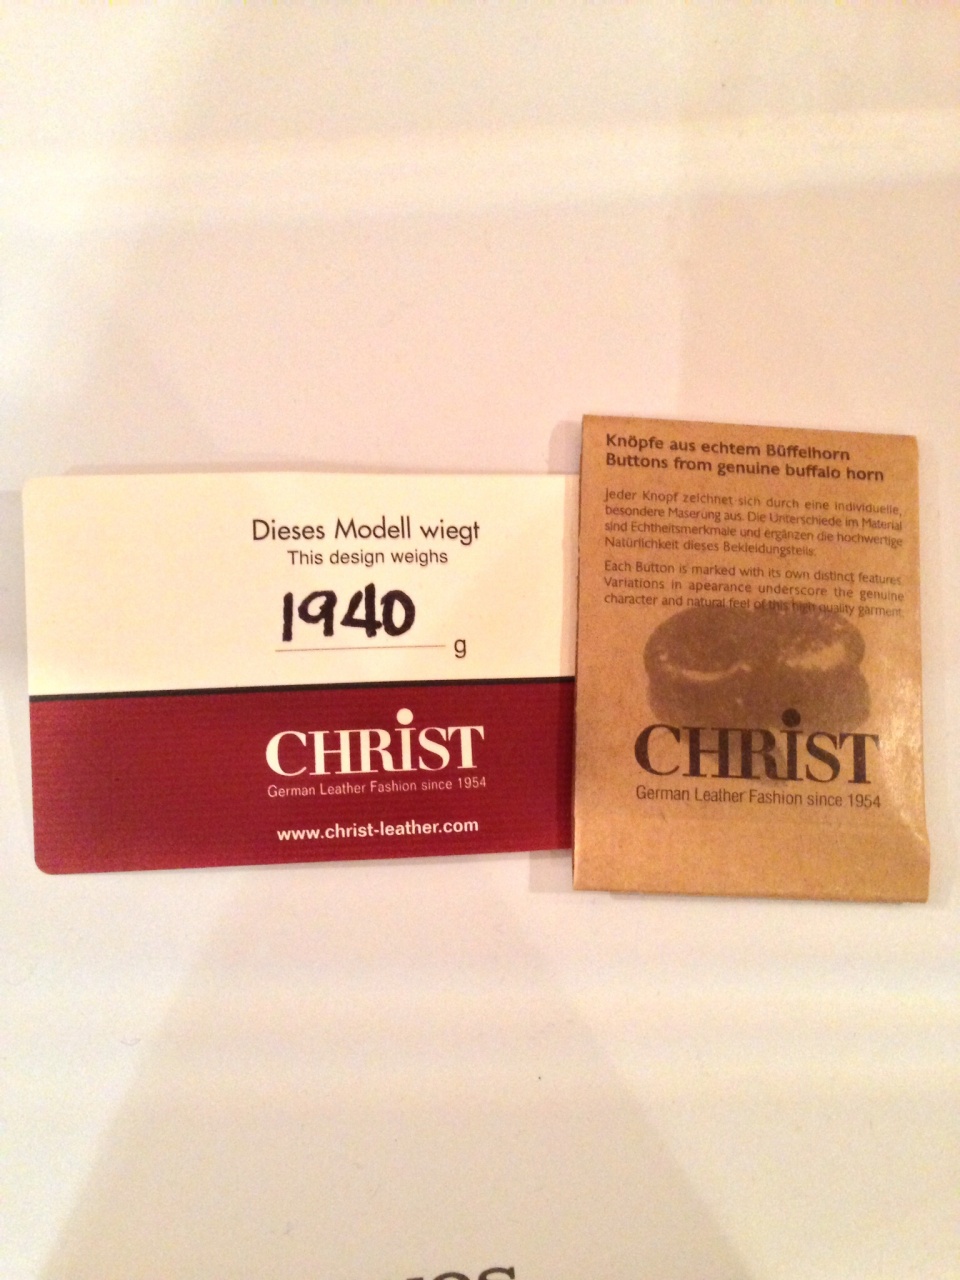 Dieses Modell wiegt
This design weighs
1940
g
CHRiST
German Leather Fashion since 1954
www.christ-leather.com
Knöpfe aus echtem Büffelhorn
Buttons from genuine buffalo horn
Jeder Knopf zeichnet sich durch eine individuelle,
besondere Maserung aus. Die Unterschiede im Material
sind Echtheitsmerkmale und ergänzen die hochwertige
Natürlichkeit dieses Bekleidungsteils.
Each Button is marked with its own distinct features.
Variations in apearance underscore the genuine
character and natural feel of this high quality garment.
CHRiST
German Leather Fashion since 1954